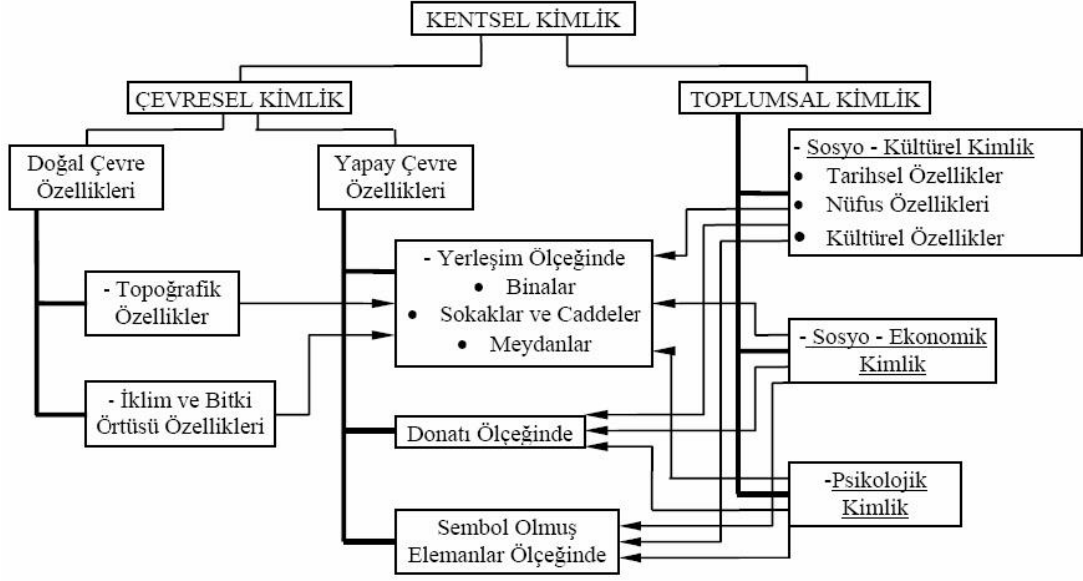 KENTSEL KİMLİK
ÇEVRESEL KİMLİK
TOPLUMSAL KİMLİK
Doğal Çevre
Özellikleri
Yapay Çevre
Özellikleri
- Sosyo - Kültürel Kimlik
• Tarihsel Özellikler
• Nüfus Özellikleri
• Kültürel Özellikler
- Yerleşim Ölçeğinde
• Binalar
• Sokaklar ve Caddeler
• Meydanlar
- Topoğrafik
Özellikler
- Sosyo - Ekonomik
Kimlik
- İklim ve Bitki
Örtüsü Özellikleri
Donatı Ölçeğinde
-Psikolojik
Kimlik
Sembol Olmuş
Elemanlar Ölçeğinde